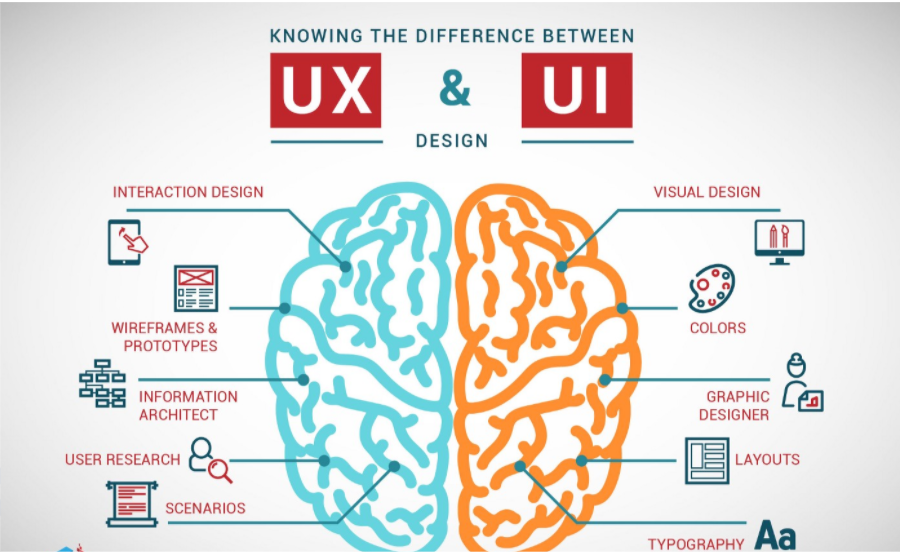 KNOWING THE DIFFERENCE BETWEEN
UX & UI
DESIGN
INTERACTION DESIGN
WIREFRAMES &
PROTOTYPES
INFORMATION
ARCHITECT
USER RESEARCH
SCENARIOS
VISUAL DESIGN
COLORS
GRAPHIC
DESIGNER
LAYOUTS
TYPOGRAPHY Aa